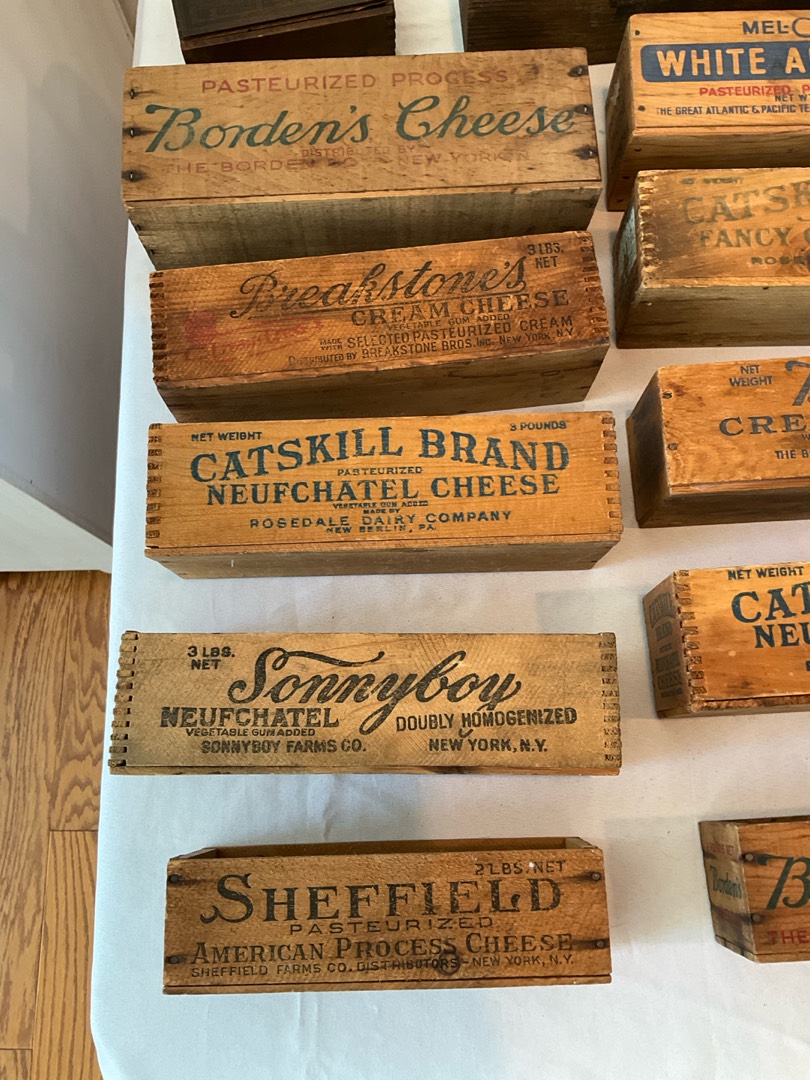 PASTEURIZED PROCESS
Borden's Cheese
DISTRIBUTED BY
THE BORDEN CO. NEW YORK, N.Y.
3 LBS.
NET
Breakstone's
CREAM CHEESE
VEGETABLE GUM ADDED
MADE WITH SELECTED PASTEURIZED CREAM
DISTRIBUTED BY BREAKSTONE BROS. INC. NEW YORK, N.Y.
NET WEIGHT 3 POUNDS
CATSKILL BRAND
PASTEURIZED
NEUFCHATEL CHEESE
VEGETABLE GUM ADDED
MADE BY
ROSEDALE DAIRY COMPANY
NEW BERLIN, PA.
3 LBS.
NET
Sonnyboy
NEUFCHATEL DOUBLY HOMOGENIZED
VEGETABLE GUM ADDED
SONNYBOY FARMS CO. NEW YORK, N.Y.
2 LBS. NET
SHEFFIELD
PASTEURIZED
AMERICAN PROCESS CHEESE
SHEFFIELD FARMS CO. DISTRIBUTORS - NEW YORK, N.Y.
MEL-O
WHITE A
PASTEURIZED P
NET W
THE GREAT ATLANTIC & PACIFIC TE
WEIGHT
CATSK
FANCY
ROSE
NET
WEIGHT
CRE
THE B
NET WEIGHT
CAT
NEU
Borden's
B
THE